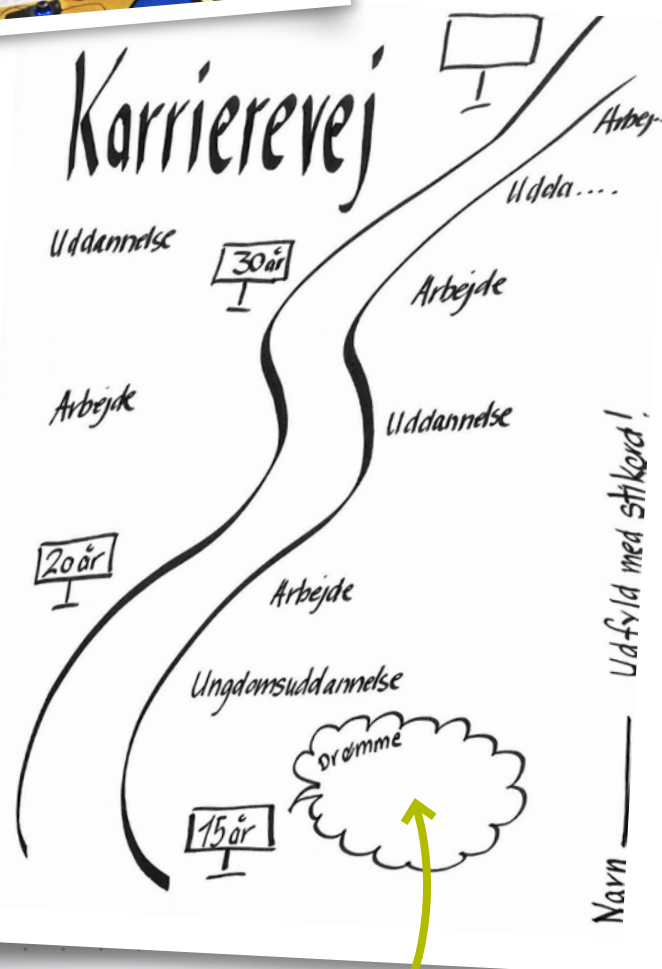 Karrierevej
Arbej
Udda....
Uddannelse
30 år
Arbejde
Arbejde
Uddannelse
20 år
Arbejde
Ungdomsuddannelse
Drømme
15 år
Navn ________ Udfyld med stikord!